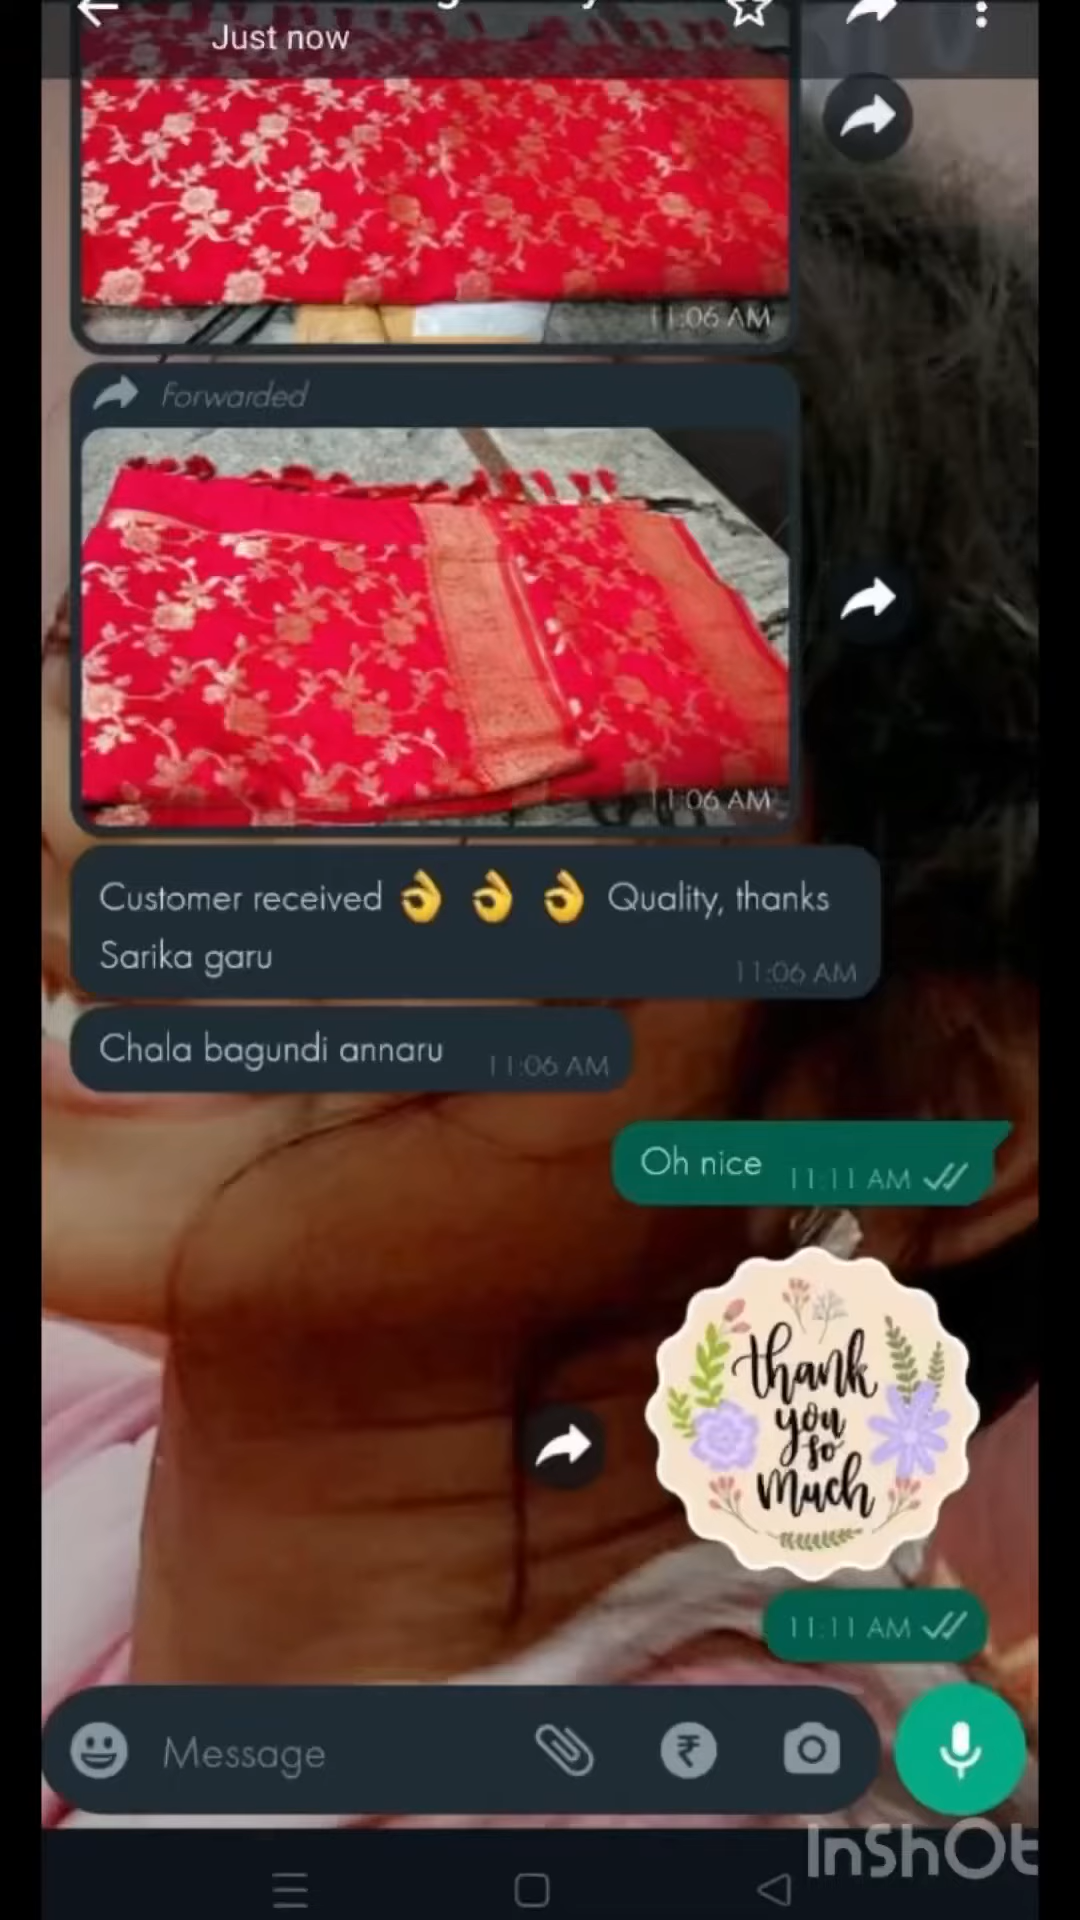 Just now
11:06 AM
Forwarded
11:06 AM
Customer received 👌 👌 👌 Quality, thanks
Sarika garu
11:06 AM
Chala bagundi annaru
11:06 AM
Oh nice
11:11 AM
thank
you
so
much
11:11 AM
Message
InShOt